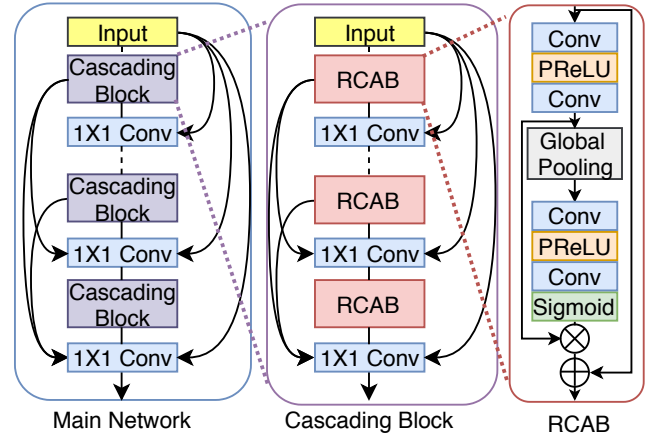 Input
Cascading
Block
1X1 Conv
Cascading
Block
1X1 Conv
Cascading
Block
1X1 Conv
Main Network
Input
RCAB
1X1 Conv
RCAB
1X1 Conv
RCAB
1X1 Conv
Cascading Block
Conv
PReLU
Conv
Global
Pooling
Conv
PReLU
Conv
Sigmoid
RCAB